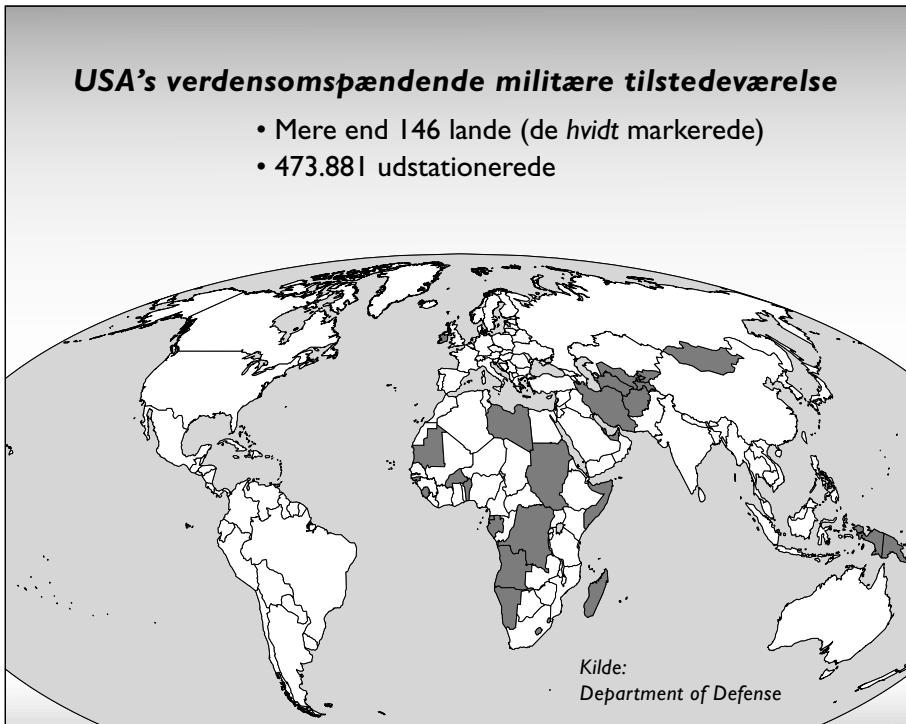 USA's verdensomspændende militære tilstedeværelse
• Mere end 146 lande (de hvidt markerede)
• 473.881 udstationerede
Kilde:
Department of Defense